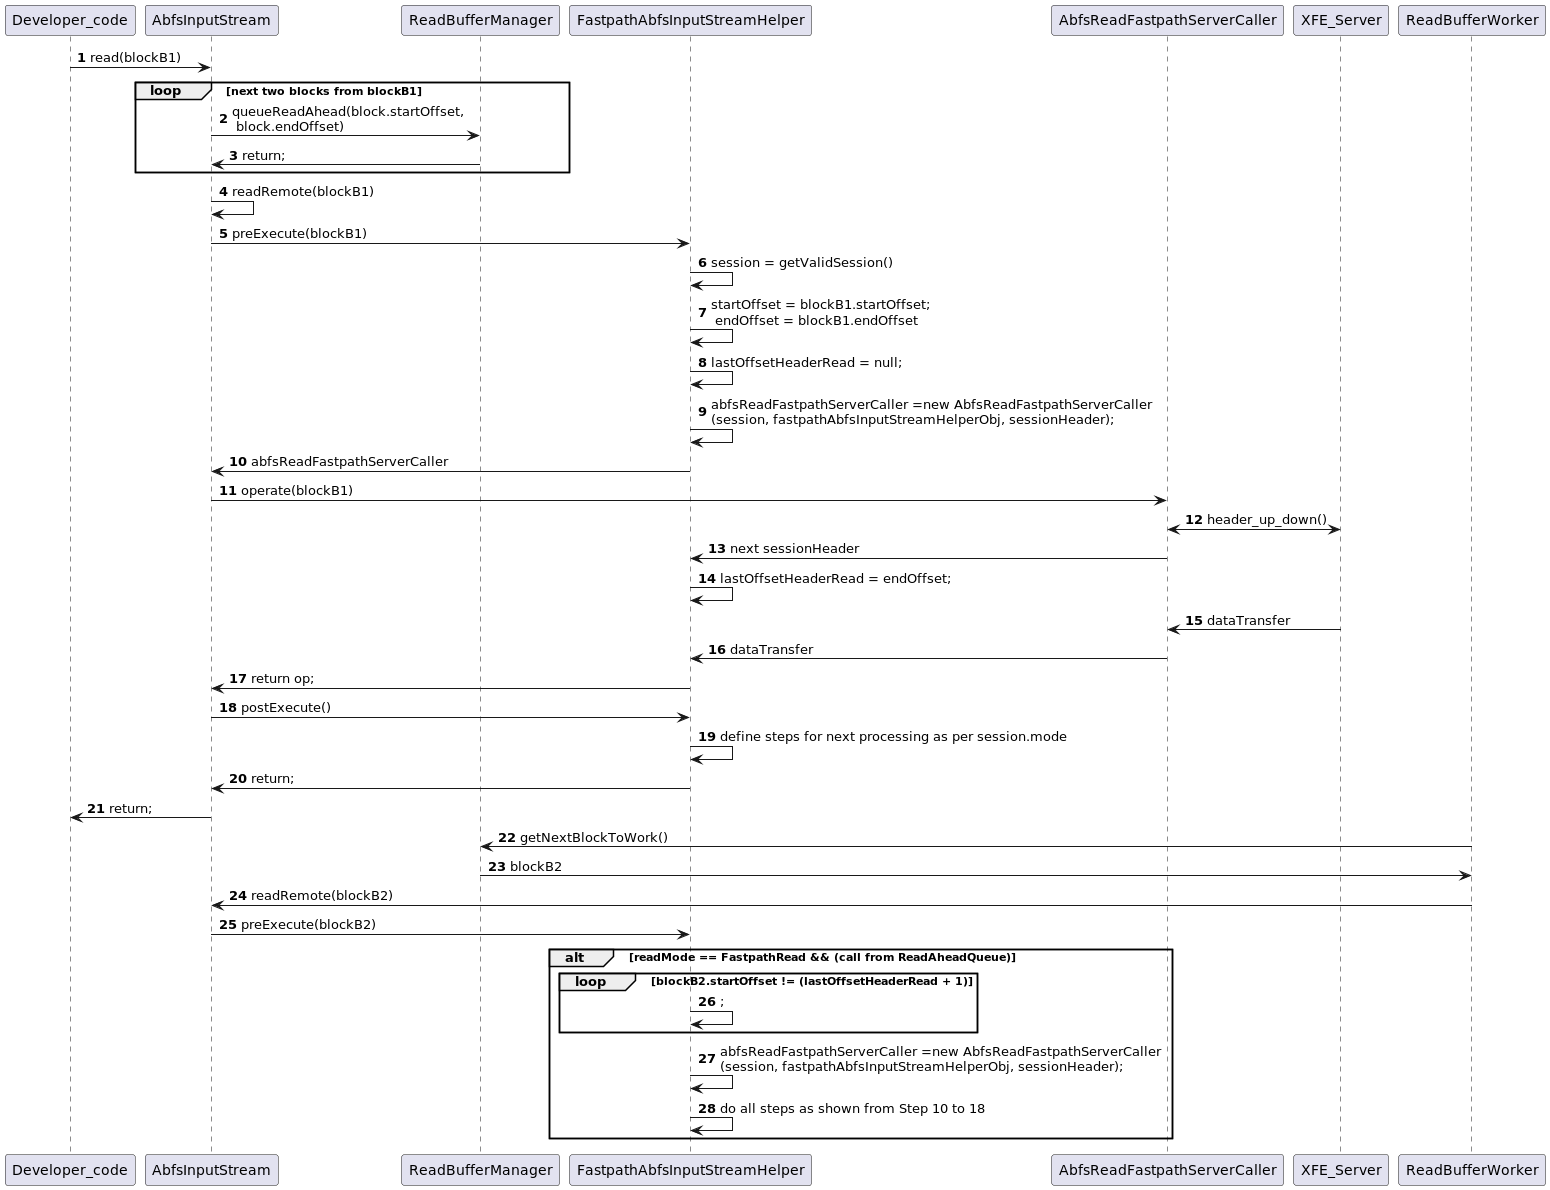 Developer_code AbfsInputStream ReadBufferManager FastpathAbfsInputStreamHelper AbfsReadFastpathServerCaller XFE_Server ReadBufferWorker
1 read(blockB1)
loop [next two blocks from blockB1]
2 queueReadAhead(block.startOffset,
block.endOffset)
3 return;
4 readRemote(blockB1)
5 preExecute(blockB1)
6 session = getValidSession()
7 startOffset = blockB1.startOffset;
endOffset = blockB1.endOffset
8 lastOffsetHeaderRead = null;
9 abfsReadFastpathServerCaller =new AbfsReadFastpathServerCaller
(session, fastpathAbfsInputStreamHelperObj, sessionHeader);
10 abfsReadFastpathServerCaller
11 operate(blockB1)
12 header_up_down()
13 next sessionHeader
14 lastOffsetHeaderRead = endOffset;
15 dataTransfer
16 dataTransfer
17 return op;
18 postExecute()
19 define steps for next processing as per session.mode
20 return;
21 return;
22 getNextBlockToWork()
23 blockB2
24 readRemote(blockB2)
25 preExecute(blockB2)
alt [readMode == FastpathRead && (call from ReadAheadQueue)]
loop [blockB2.startOffset != (lastOffsetHeaderRead + 1)]
26 ;
27 abfsReadFastpathServerCaller =new AbfsReadFastpathServerCaller
(session, fastpathAbfsInputStreamHelperObj, sessionHeader);
28 do all steps as shown from Step 10 to 18
Developer_code AbfsInputStream ReadBufferManager FastpathAbfsInputStreamHelper AbfsReadFastpathServerCaller XFE_Server ReadBufferWorker